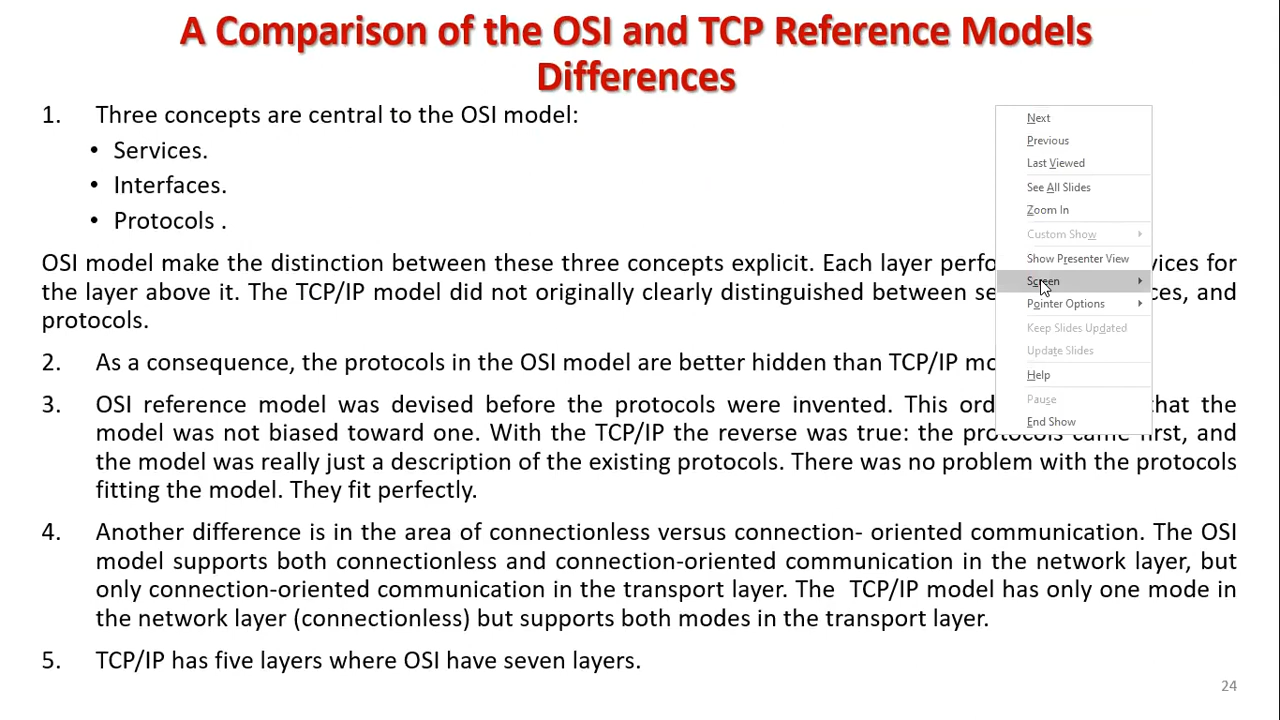 A Comparison of the OSI and TCP Reference Models
Differences
1. Three concepts are central to the OSI model:
• Services.
• Interfaces.
• Protocols .
OSI model make the distinction between these three concepts explicit. Each layer perfo vices for
the layer above it. The TCP/IP model did not originally clearly distinguished between se ces, and
protocols.
2. As a consequence, the protocols in the OSI model are better hidden than TCP/IP mo
3. OSI reference model was devised before the protocols were invented. This ord that the
model was not biased toward one. With the TCP/IP the reverse was true: the protocols came first, and
the model was really just a description of the existing protocols. There was no problem with the protocols
fitting the model. They fit perfectly.
4. Another difference is in the area of connectionless versus connection- oriented communication. The OSI
model supports both connectionless and connection-oriented communication in the network layer, but
only connection-oriented communication in the transport layer. The TCP/IP model has only one mode in
the network layer (connectionless) but supports both modes in the transport layer.
5. TCP/IP has five layers where OSI have seven layers.
24
Next
Previous
Last Viewed
See All Slides
Zoom In
Custom Show
Show Presenter View
Screen
Pointer Options
Keep Slides Updated
Update Slides
Help
Pause
End Show